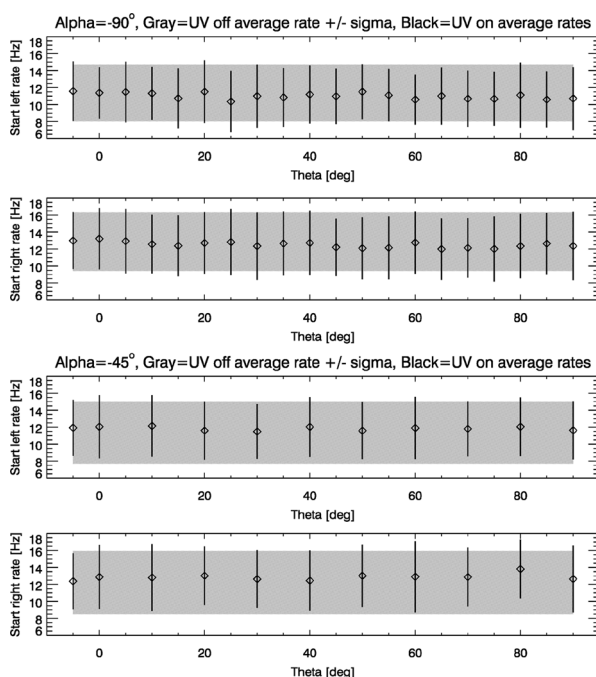 Alpha=-90°, Gray=UV off average rate +/- sigma, Black=UV on average rates
Start left rate [Hz]
18
16
14
12
10
8
6
0 20 40 60 80
Theta [deg]
Start right rate [Hz]
18
16
14
12
10
8
6
0 20 40 60 80
Theta [deg]
Alpha=-45°, Gray=UV off average rate +/- sigma, Black=UV on average rates
Start left rate [Hz]
18
16
14
12
10
8
6
0 20 40 60 80
Theta [deg]
Start right rate [Hz]
18
16
14
12
10
8
6
0 20 40 60 80
Theta [deg]